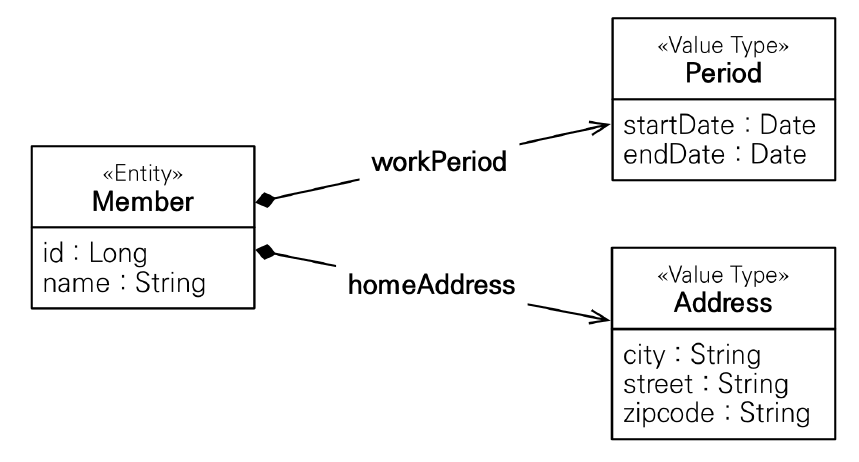 «Entity»
Member
id : Long
name : String
workPeriod
homeAddress
«Value Type»
Period
startDate : Date
endDate : Date
«Value Type»
Address
city : String
street : String
zipcode : String